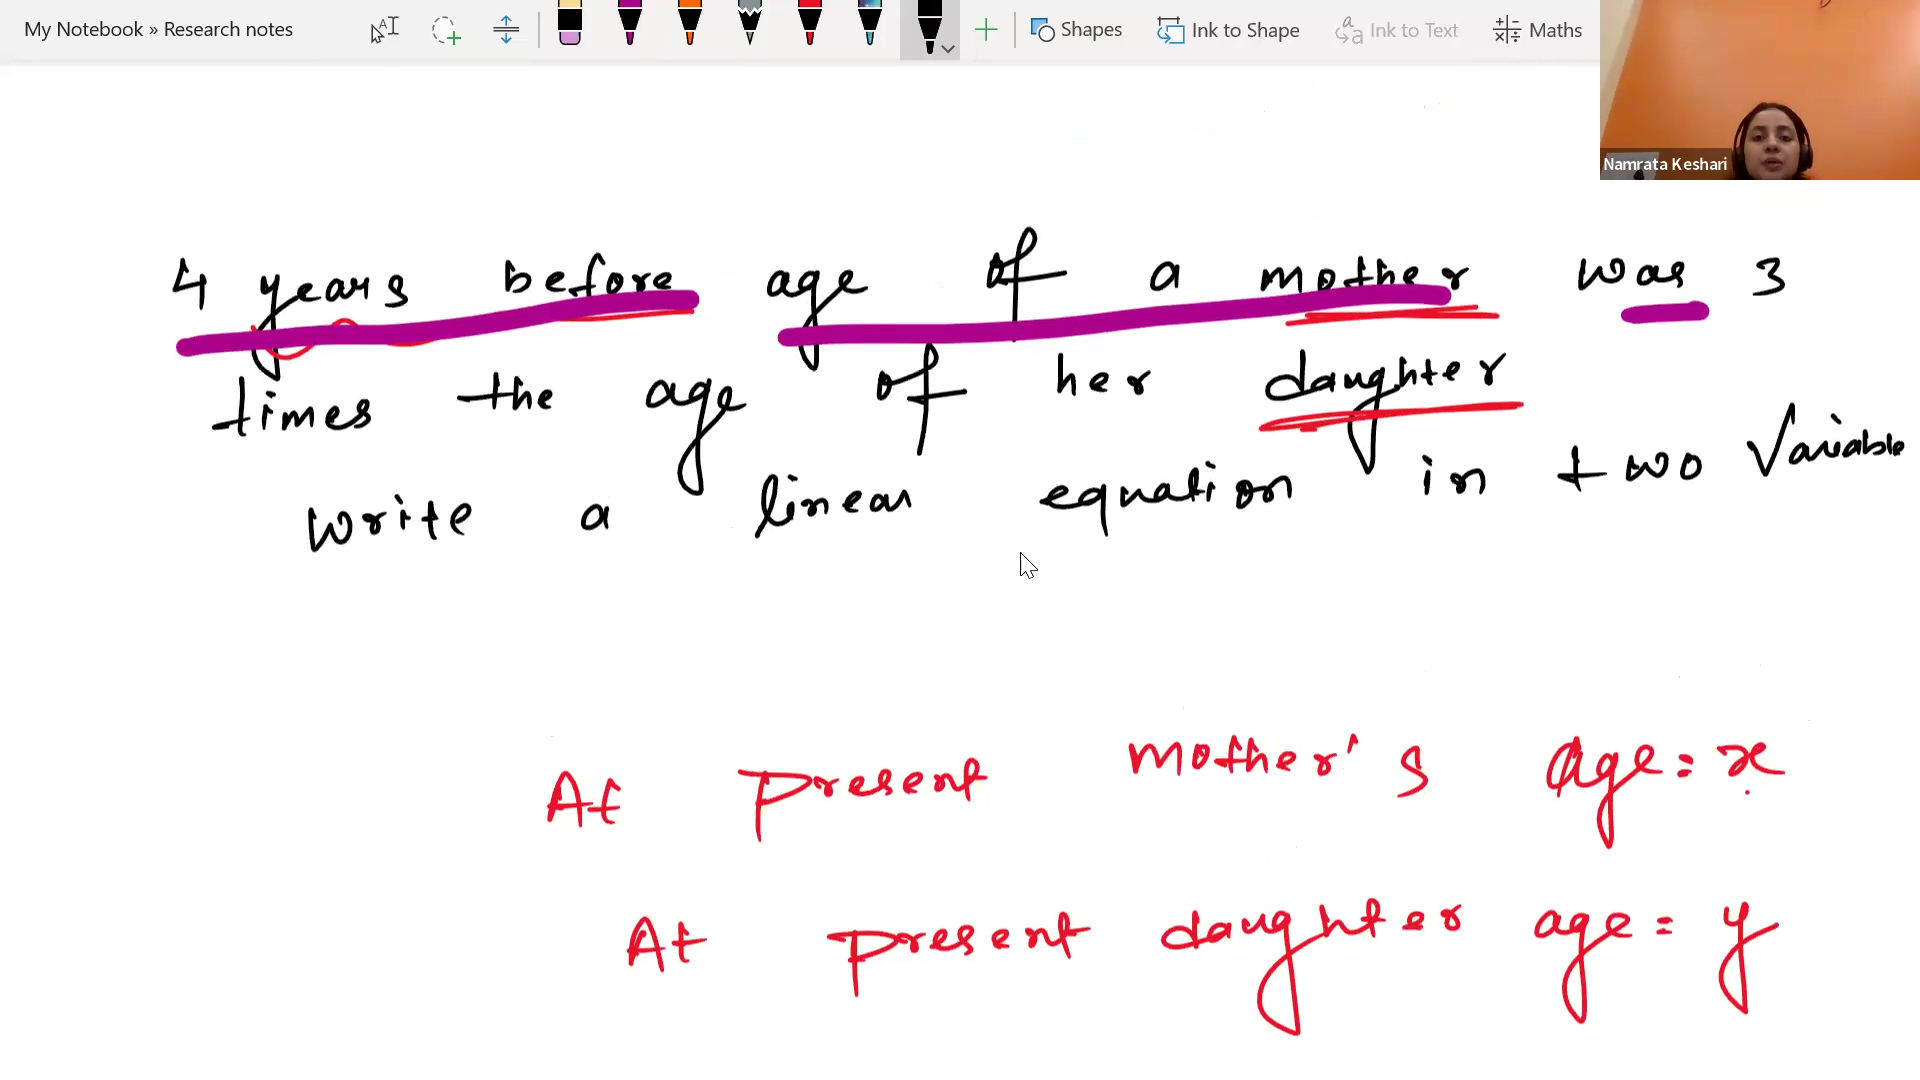 My Notebook » Research notes
Shapes
Ink to Shape
Ink to Text
Maths
Namrata Keshari
4 years before age of a mother was 3
times the age of her daughter
write a linear equation in two Variable
At present mother's age = x
At present daughter age = y